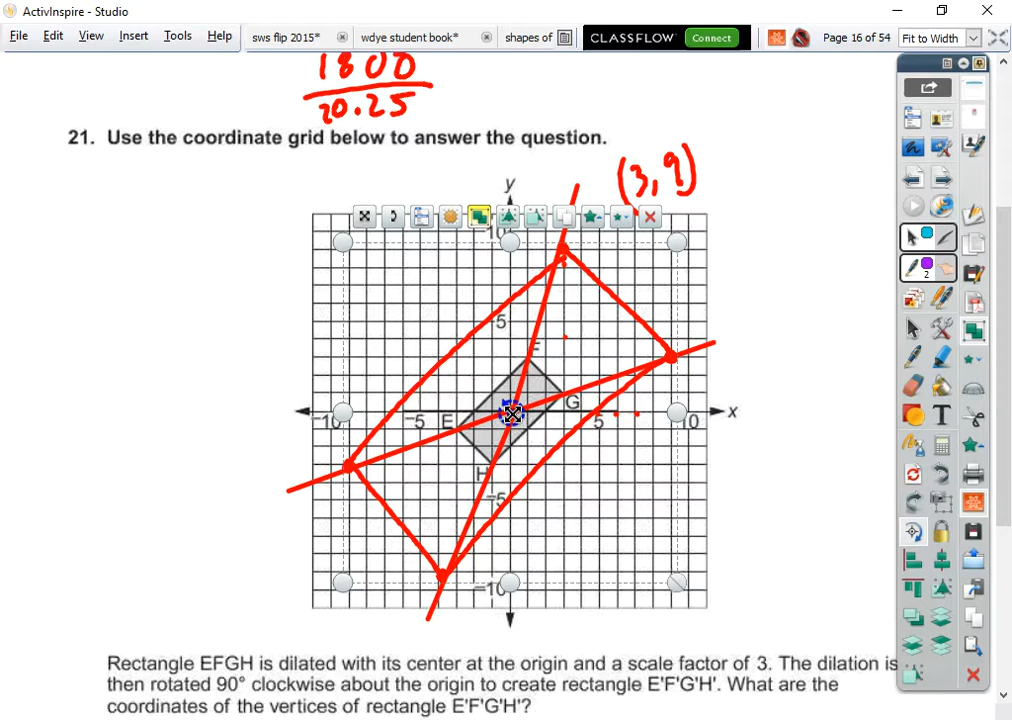 ActivInspire - Studio
File Edit View Insert Tools Help sws flip 2015* wdye student book* shapes of CLASSFLOW Connect Page 16 of 54 Fit to Width
1800
20.25
21. Use the coordinate grid below to answer the question.
(3,9)
y
10
5
F
G
E
-10 -5 5 10 x
H
-5
-10
2
Rectangle EFGH is dilated with its center at the origin and a scale factor of 3. The dilation is
then rotated 90° clockwise about the origin to create rectangle E'F'G'H'. What are the
coordinates of the vertices of rectangle E'F'G'H'?